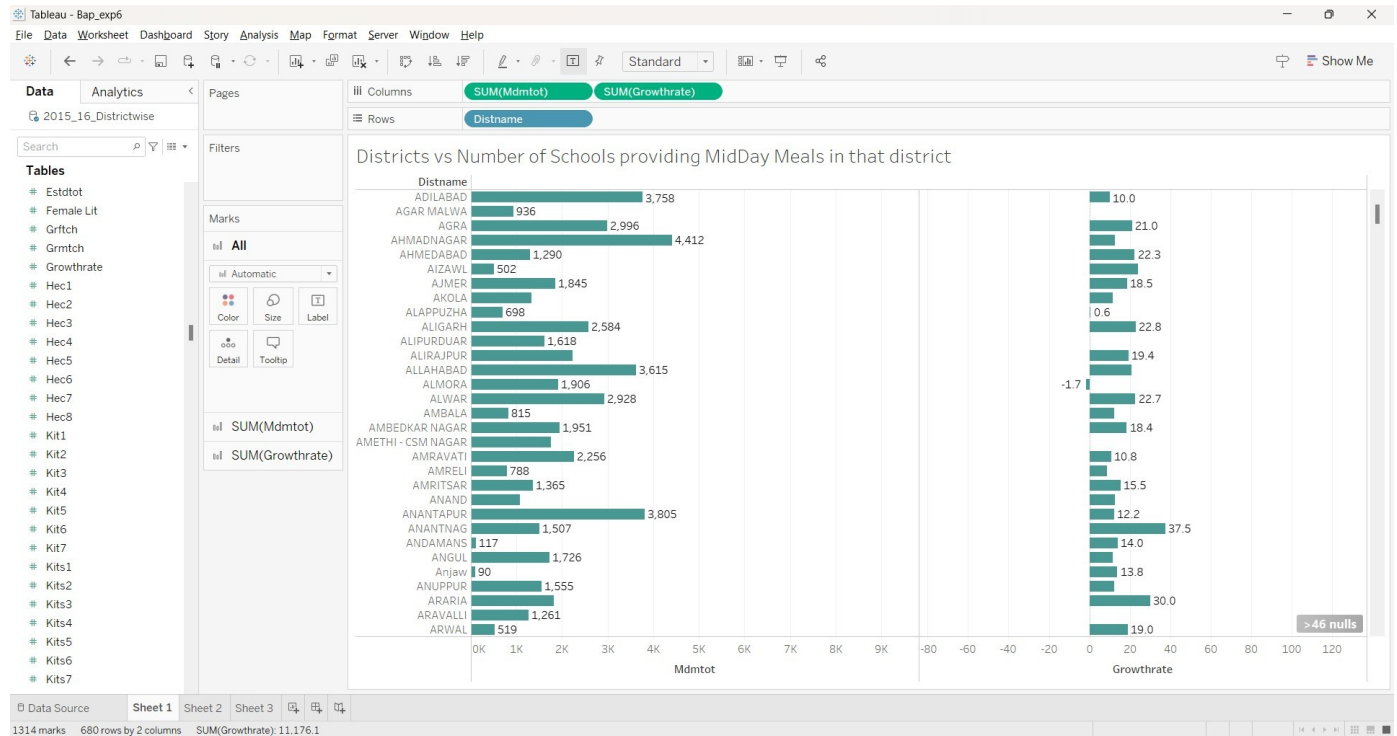 Tableau - Bap_exp6
File Data Worksheet Dashboard Story Analysis Map Format Server Window Help
Standard
Show Me
Data Analytics
2015_16_Districtwise
Search
Tables
# Estdtot
# Female Lit
# Grftch
# Grmtch
# Growthrate
# Hec1
# Hec2
# Hec3
# Hec4
# Hec5
# Hec6
# Hec7
# Hec8
# Kit1
# Kit2
# Kit3
# Kit4
# Kit5
# Kit6
# Kit7
# Kits1
# Kits2
# Kits3
# Kits4
# Kits5
# Kits6
# Kits7
Pages
Filters
Marks
All
Automatic
Color Size Label
Detail Tooltip
SUM(Mdmtot)
SUM(Growthrate)
Columns SUM(Mdmtot) SUM(Growthrate)
Rows Distname
Districts vs Number of Schools providing MidDay Meals in that district
Distname
ADILABAD 3,758 10.0
AGAR MALWA 936
AGRA 2,996 21.0
AHMADNAGAR 4,412
AHMEDABAD 1,290 22.3
AIZAWL 502
AJMER 1,845 18.5
AKOLA
ALAPPUZHA 698 0.6
ALIGARH 2,584 22.8
ALIPURDUAR 1,618
ALIRAJPUR 19.4
ALLAHABAD 3,615
ALMORA 1,906 -1.7
ALWAR 2,928 22.7
AMBALA 815
AMBEDKAR NAGAR 1,951 18.4
AMETHI - CSM NAGAR
AMRAVATI 2,256 10.8
AMRELI 788
AMRITSAR 1,365 15.5
ANAND
ANANTAPUR 3,805 12.2
ANANTNAG 1,507 37.5
ANDAMANS 117 14.0
ANGUL 1,726
Anjaw 90 13.8
ANUPPUR 1,555
ARARIA 30.0
ARAVALLI 1,261
ARWAL 519 19.0
>46 nulls
0K 1K 2K 3K 4K 5K 6K 7K 8K 9K -80 -60 -40 -20 0 20 40 60 80 100 120
Mdmtot Growthrate
Data Source Sheet 1 Sheet 2 Sheet 3
1314 marks 680 rows by 2 columns SUM(Growthrate): 11,176.1